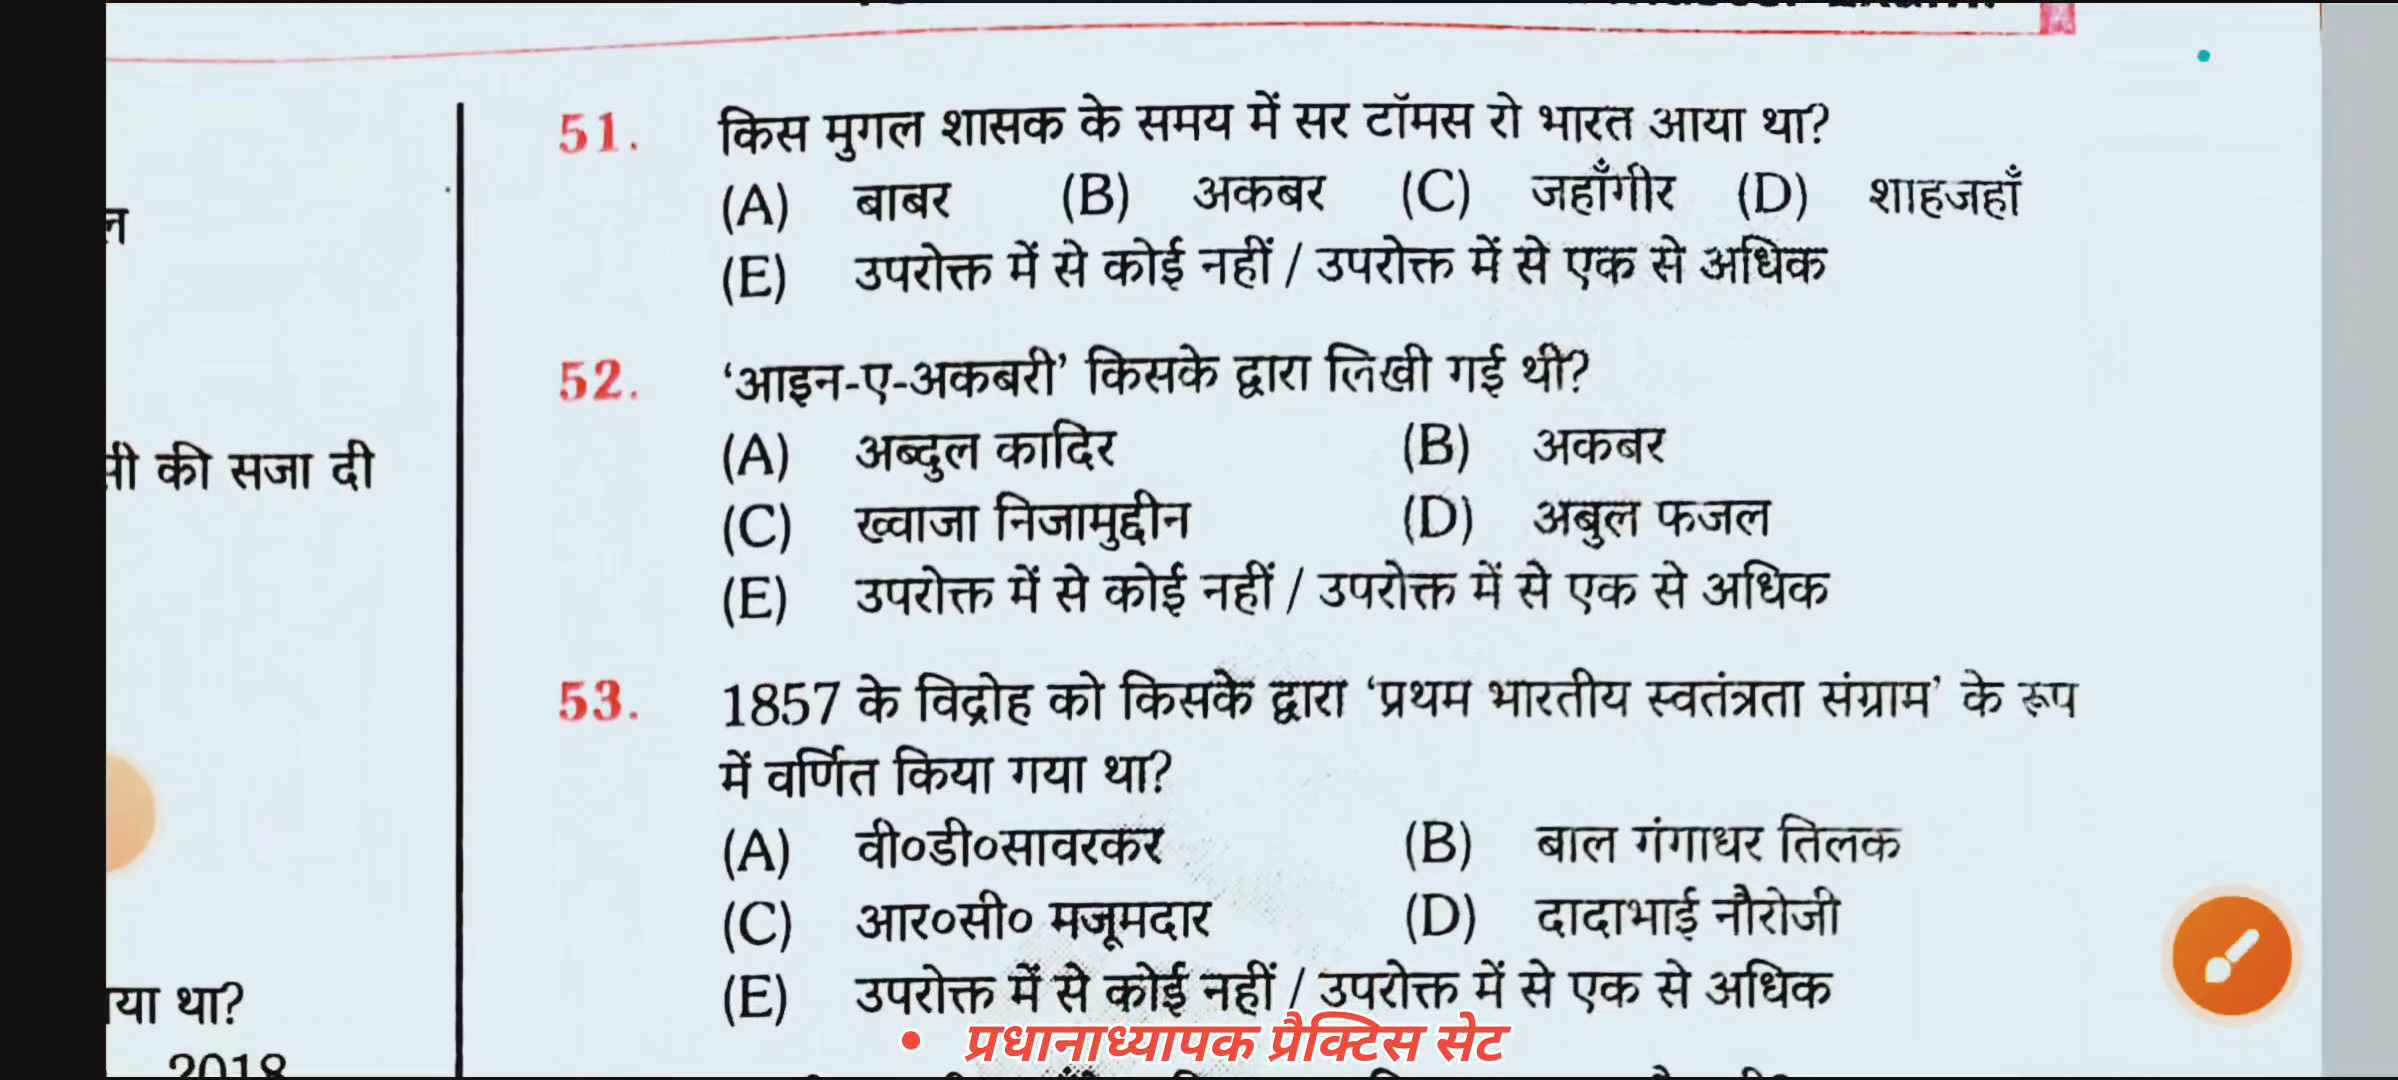 51. किस मुगल शासक के समय में सर टॉमस रो भारत आया था?
(A) बाबर (B) अकबर (C) जहाँगीर (D) शाहजहाँ
(E) उपरोक्त में से कोई नहीं / उपरोक्त में से एक से अधिक
52. ‘आइन-ए-अकबरी’ किसके द्वारा लिखी गई थी?
(A) अब्दुल कादिर (B) अकबर
(C) ख्वाजा निजामुद्दीन (D) अबुल फजल
(E) उपरोक्त में से कोई नहीं / उपरोक्त में से एक से अधिक
53. 1857 के विद्रोह को किसके द्वारा ‘प्रथम भारतीय स्वतंत्रता संग्राम’ के रूप
में वर्णित किया गया था?
(A) वी०डी०सावरकर (B) बाल गंगाधर तिलक
(C) आर०सी० मजूमदार (D) दादाभाई नौरोजी
(E) उपरोक्त में से कोई नहीं / उपरोक्त में से एक से अधिक
• प्रधानाध्यापक प्रैक्टिस सेट
की सजा दी
था?
2018